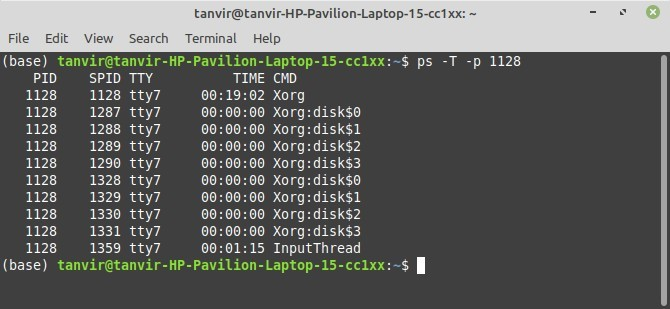 tanvir@tanvir-HP-Pavilion-Laptop-15-cc1xx: ~
File Edit View Search Terminal Help
(base) tanvir@tanvir-HP-Pavilion-Laptop-15-cc1xx:~$ ps -T -p 1128
PID SPID TTY TIME CMD
1128 1128 tty7 00:19:02 Xorg
1128 1287 tty7 00:00:00 Xorg:disk$0
1128 1288 tty7 00:00:00 Xorg:disk$1
1128 1289 tty7 00:00:00 Xorg:disk$2
1128 1290 tty7 00:00:00 Xorg:disk$3
1128 1328 tty7 00:00:00 Xorg:disk$0
1128 1329 tty7 00:00:00 Xorg:disk$1
1128 1330 tty7 00:00:00 Xorg:disk$2
1128 1331 tty7 00:00:00 Xorg:disk$3
1128 1359 tty7 00:01:15 InputThread
(base) tanvir@tanvir-HP-Pavilion-Laptop-15-cc1xx:~$